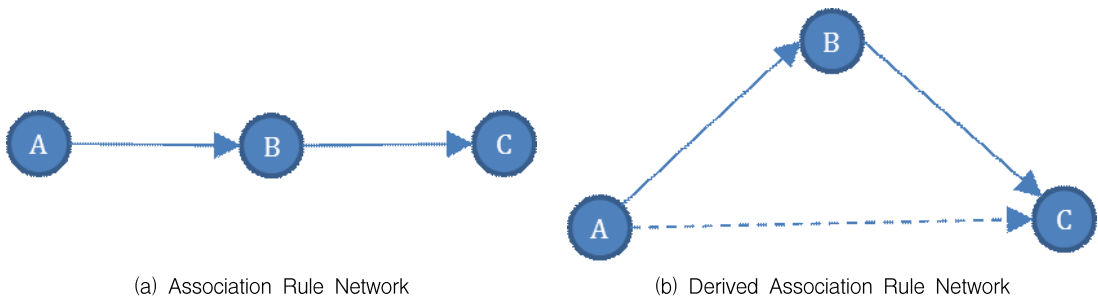 A
B
C
(a) Association Rule Network
B
A
C
(b) Derived Association Rule Network